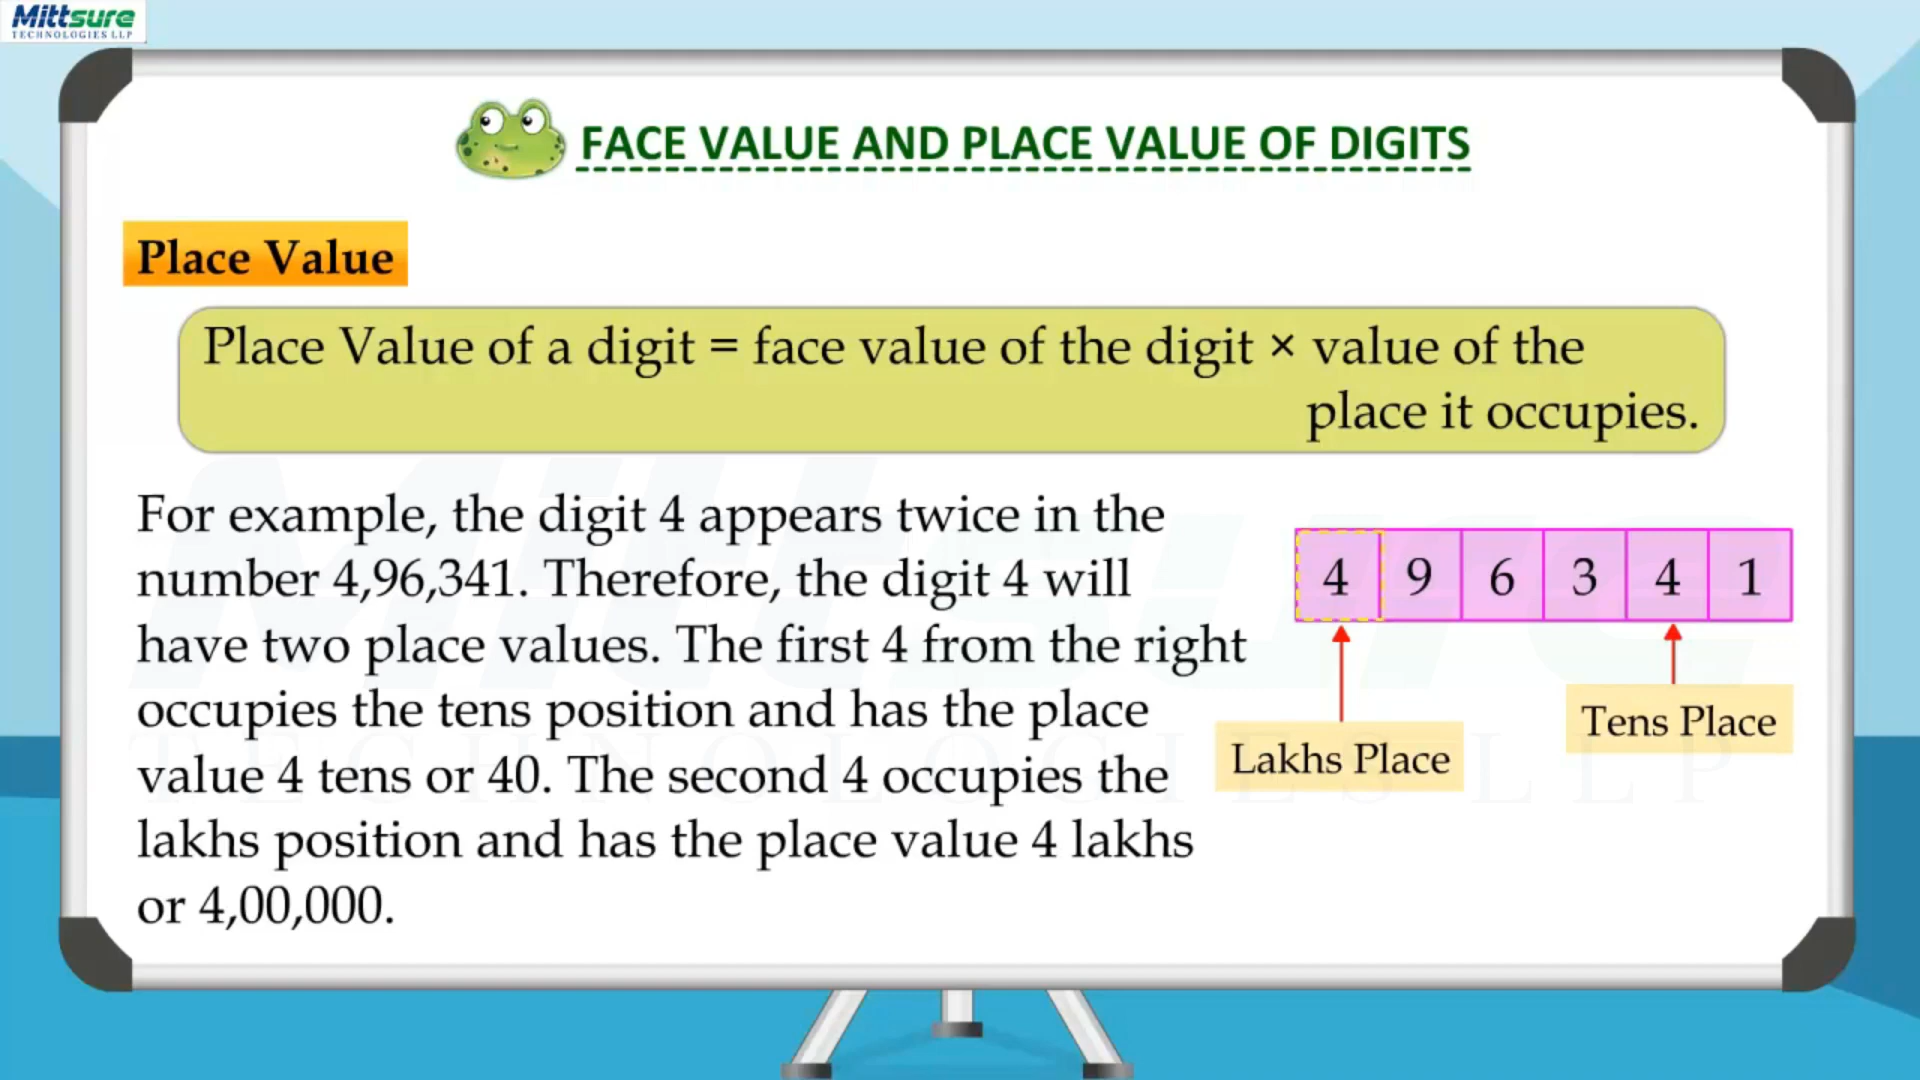 Mittsure
TECHNOLOGIES LLP
FACE VALUE AND PLACE VALUE OF DIGITS
Place Value
Place Value of a digit = face value of the digit × value of the
place it occupies.
For example, the digit 4 appears twice in the
number 4,96,341. Therefore, the digit 4 will
have two place values. The first 4 from the right
occupies the tens position and has the place
value 4 tens or 40. The second 4 occupies the
lakhs position and has the place value 4 lakhs
or 4,00,000.
4 9 6 3 4 1
Tens Place
Lakhs Place
Mittsure
TECHNOLOGIES LLP